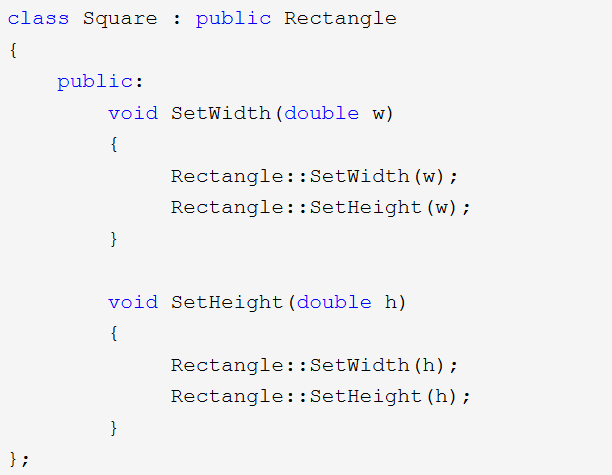 class Square : public Rectangle
{
    public:
        void SetWidth(double w)
        {
             Rectangle::SetWidth(w);
             Rectangle::SetHeight(w);
        }

        void SetHeight(double h)
        {
             Rectangle::SetWidth(h);
             Rectangle::SetHeight(h);
        }
};